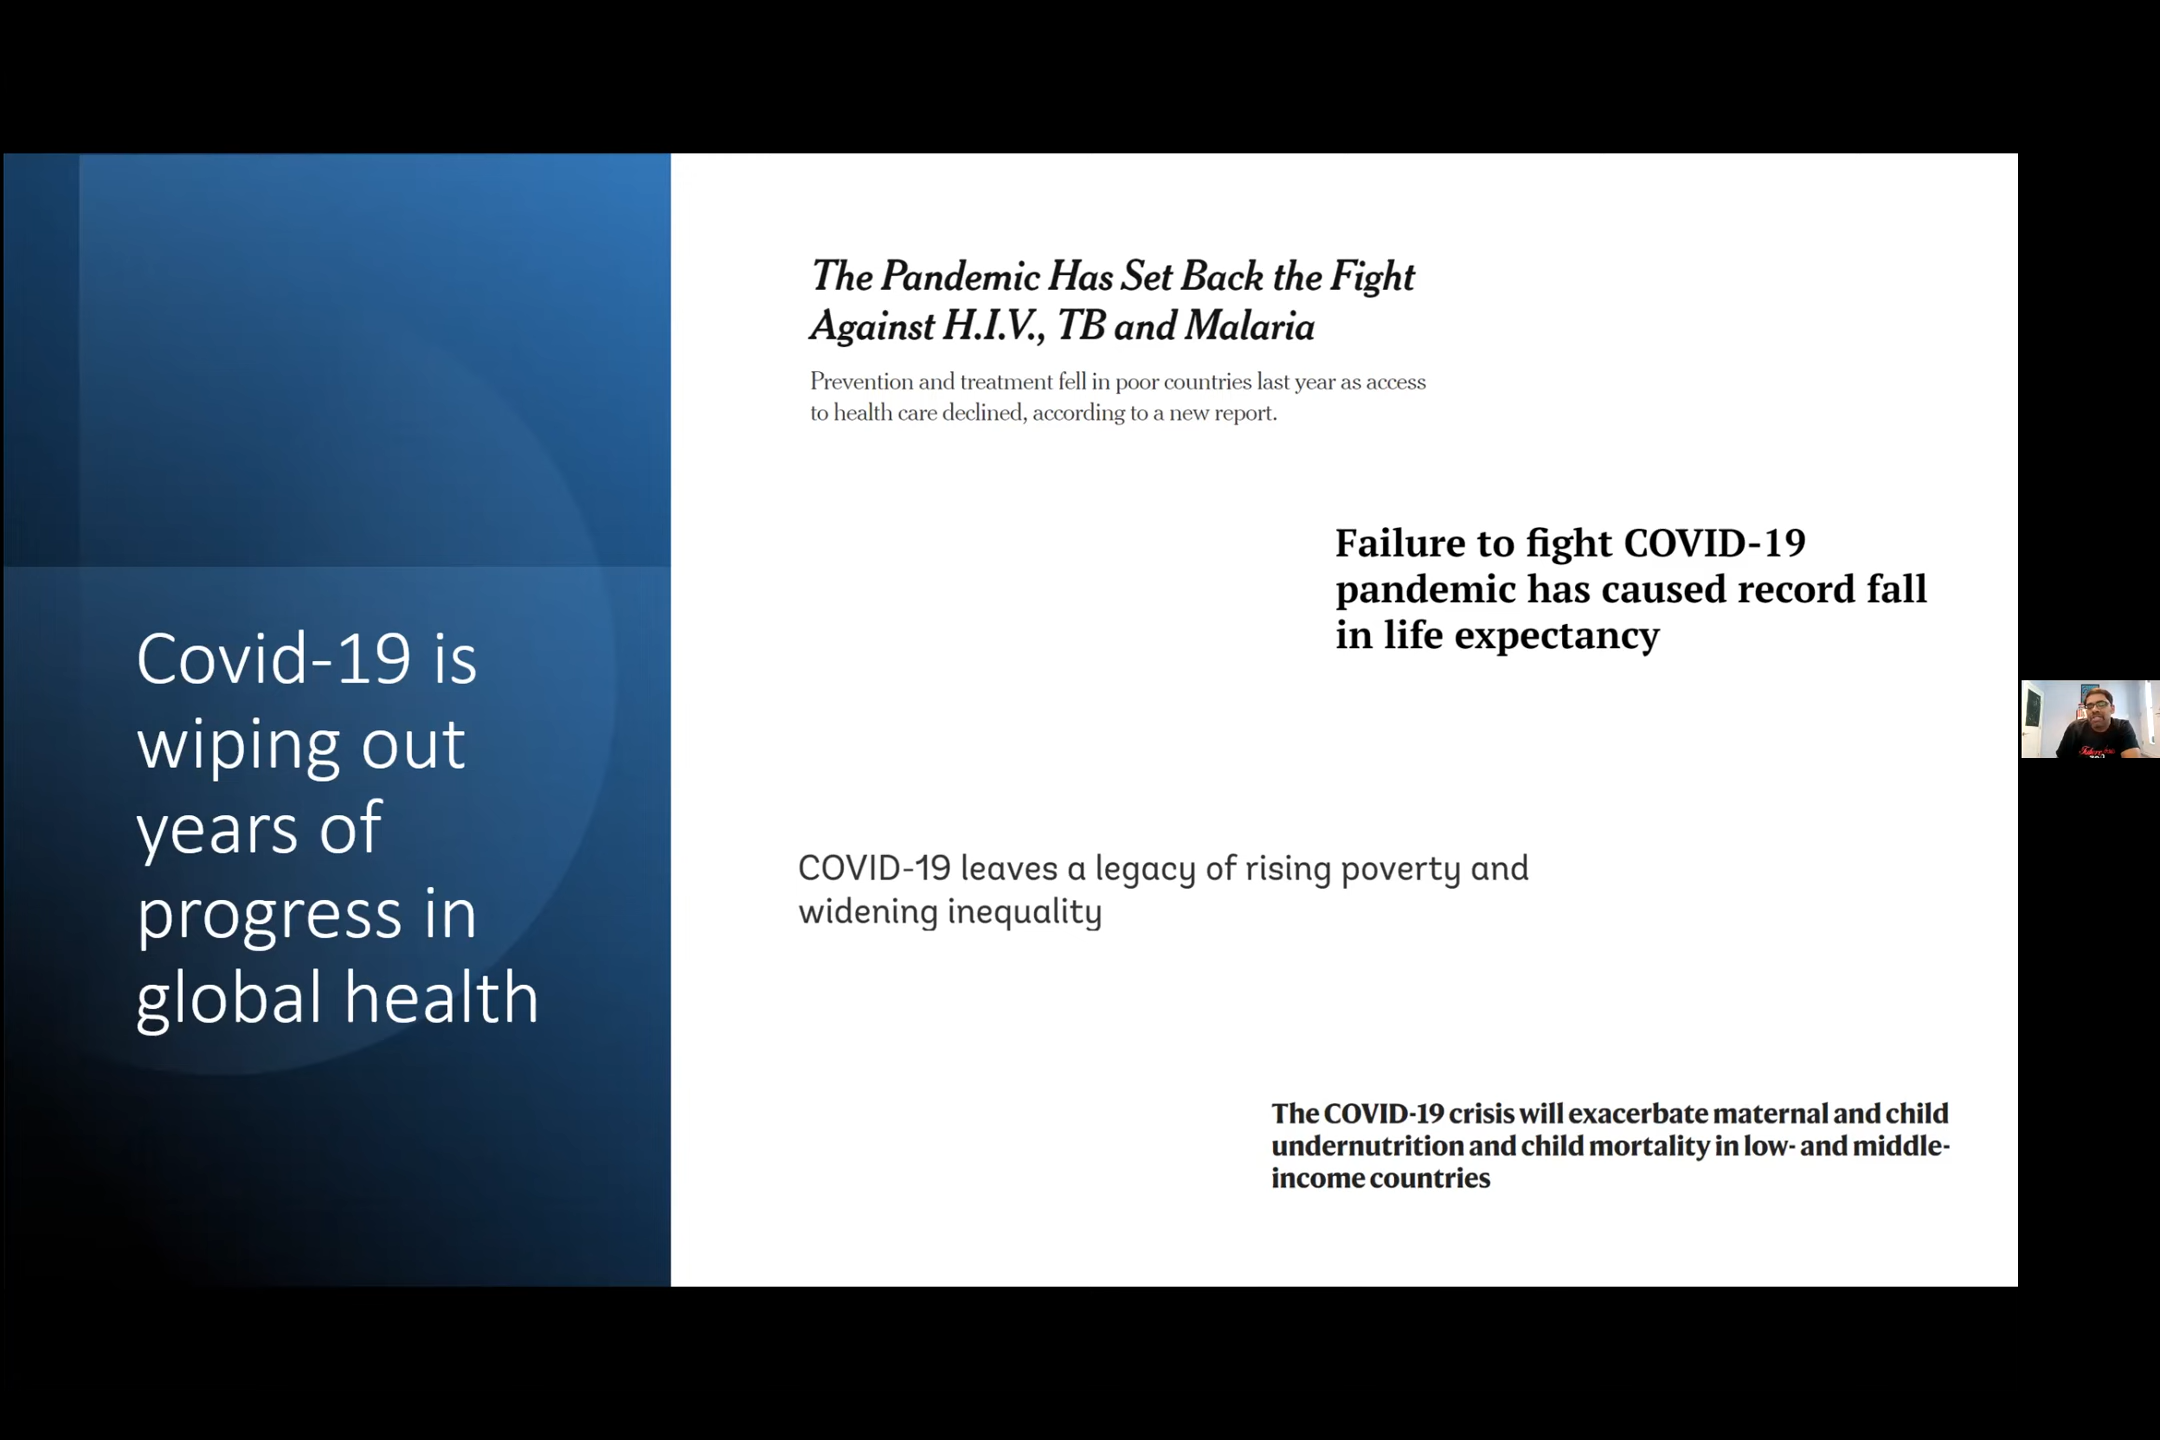 Covid-19 is
wiping out
years of
progress in
global health
The Pandemic Has Set Back the Fight
Against H.I.V., TB and Malaria
Prevention and treatment fell in poor countries last year as access
to health care declined, according to a new report.
Failure to fight COVID-19
pandemic has caused record fall
in life expectancy
COVID-19 leaves a legacy of rising poverty and
widening inequality
The COVID-19 crisis will exacerbate maternal and child
undernutrition and child mortality in low- and middle-
income countries